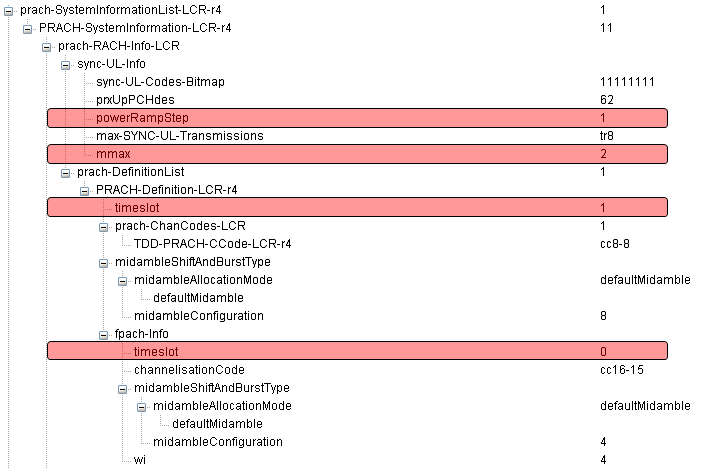 prach-SystemInformationList-LCR-r4 1
PRACH-SystemInformation-LCR-r4 11
prach-RACH-Info-LCR
sync-UL-Info
sync-UL-Codes-Bitmap 11111111
prxUpPCHdes 62
powerRampStep 1
max-SYNC-UL-Transmissions tr8
mmax 2
prach-DefinitionList 1
PRACH-Definition-LCR-r4
timeslot 1
prach-ChanCodes-LCR 1
TDD-PRACH-CCode-LCR-r4 cc8-8
midambleShiftAndBurstType
midambleAllocationMode defaultMidamble
defaultMidamble
midambleConfiguration 8
fpach-Info
timeslot 0
channelisationCode cc16-15
midambleShiftAndBurstType
midambleAllocationMode defaultMidamble
defaultMidamble
midambleConfiguration 4
wi 4